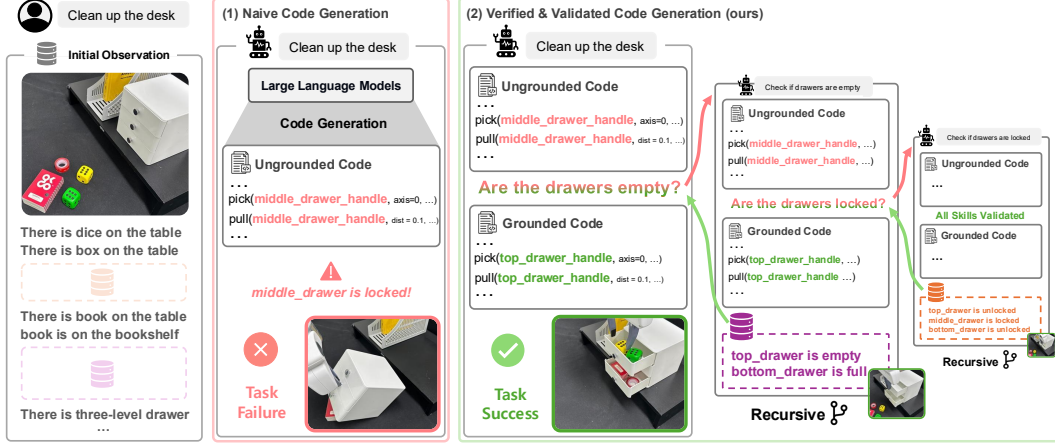 Clean up the desk
Initial Observation
There is dice on the table
There is box on the table
There is book on the table
book is on the bookshelf
There is three-level drawer
...
(1) Naive Code Generation
Clean up the desk
Large Language Models
Code Generation
Ungrounded Code
...
pick(middle_drawer_handle, axis=0, ...)
pull(middle_drawer_handle, dist = 0.1, ...)
...
middle_drawer is locked!
Task
Failure
(2) Verified & Validated Code Generation (ours)
Clean up the desk
Ungrounded Code
...
pick(middle_drawer_handle, axis=0, ...)
pull(middle_drawer_handle, dist = 0.1, ...)
...
Are the drawers empty?
Grounded Code
...
pick(top_drawer_handle, axis=0, ...)
pull(top_drawer_handle, dist = 0.1, ...)
...
Task
Success
Check if drawers are empty
Ungrounded Code
...
pick(middle_drawer_handle, ...)
pull(middle_drawer_handle, ...)
...
Are the drawers locked?
Grounded Code
...
pick(top_drawer_handle, ...)
pull(top_drawer_handle ...)
...
top_drawer is empty
bottom_drawer is full
Recursive
Check if drawers are locked
Ungrounded Code
...
All Skills Validated
Grounded Code
...
top_drawer is unlocked
middle_drawer is locked
bottom_drawer is unlocked
Recursive